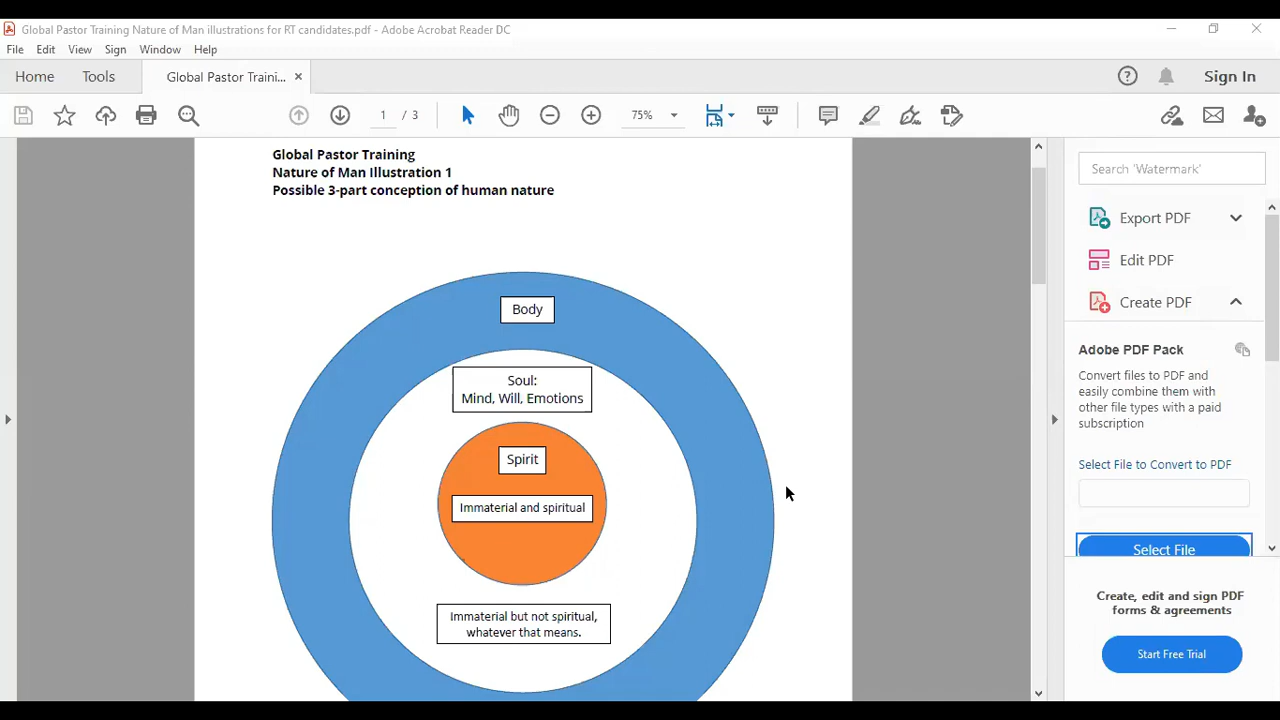 Global Pastor Training Nature of Man illustrations for RT candidates.pdf - Adobe Acrobat Reader DC
File Edit View Sign Window Help
Home Tools Global Pastor Traini... Sign In
1 / 3 75%
Global Pastor Training
Nature of Man Illustration 1
Possible 3-part conception of human nature
Body
Soul:
Mind, Will, Emotions
Spirit
Immaterial and spiritual
Immaterial but not spiritual,
whatever that means.
Search 'Watermark'
Export PDF
Edit PDF
Create PDF
Adobe PDF Pack
Convert files to PDF and
easily combine them with
other file types with a paid
subscription
Select File to Convert to PDF
Select File
Create, edit and sign PDF
forms & agreements
Start Free Trial